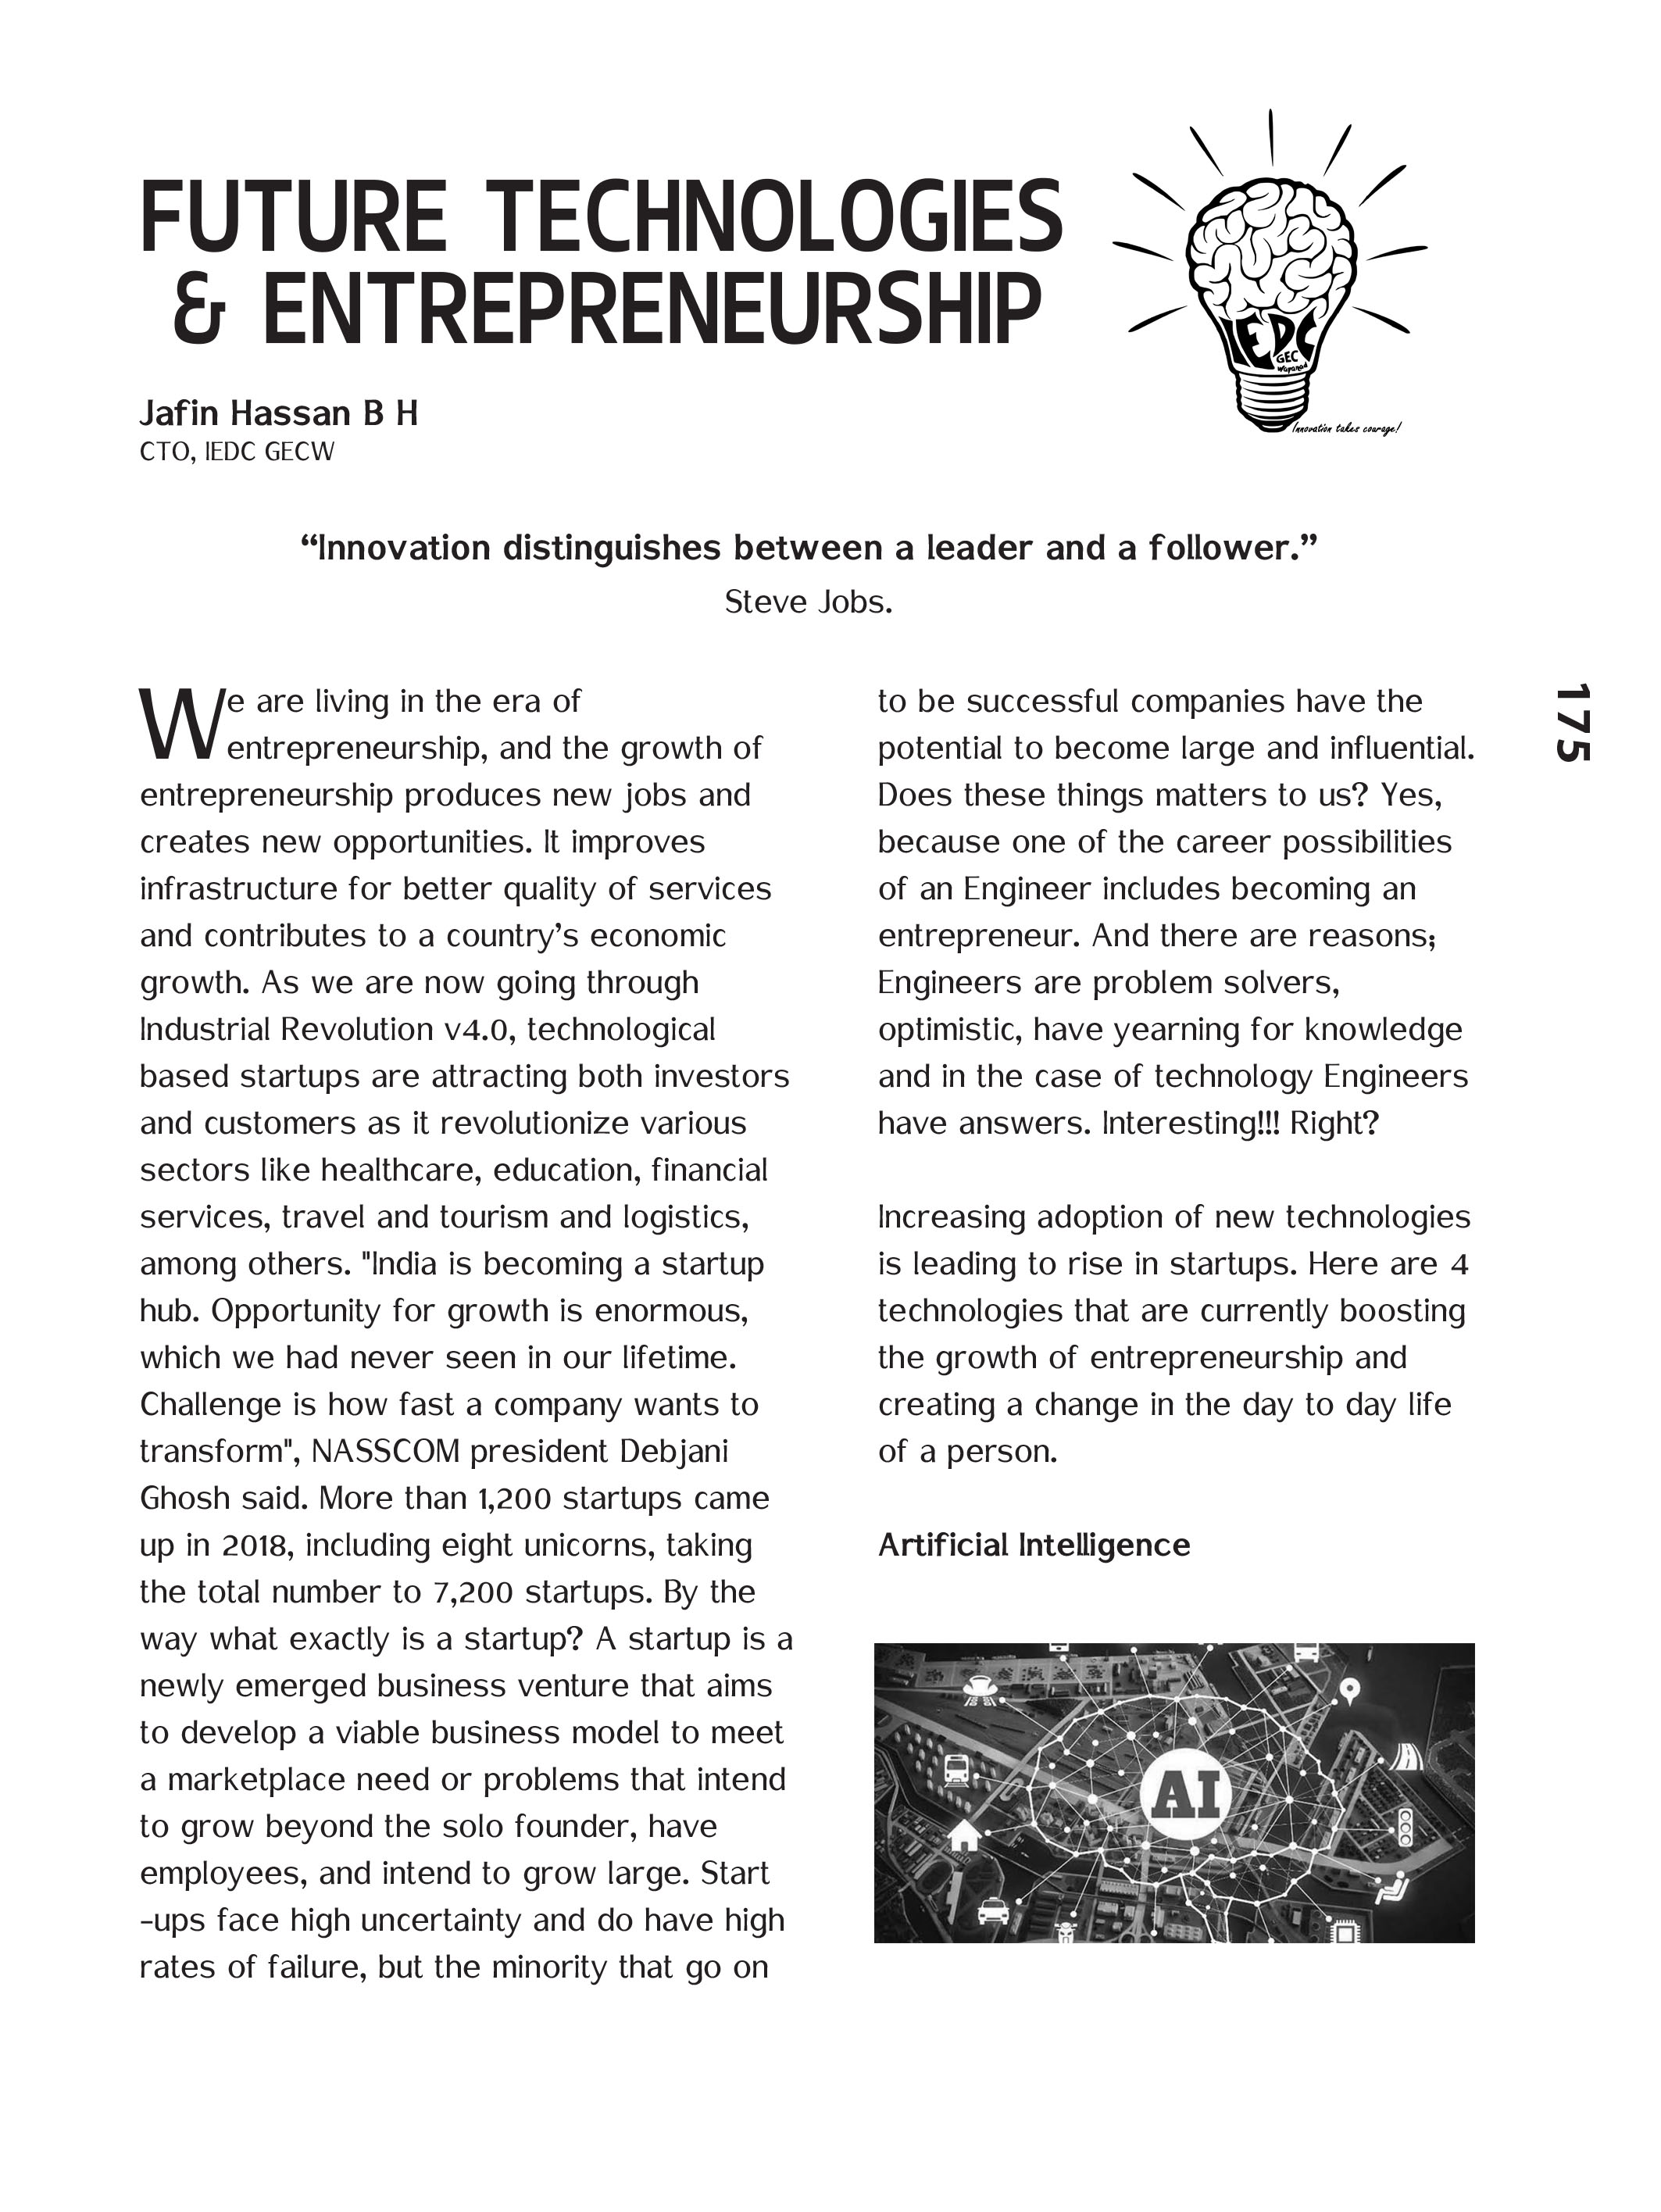 FUTURE TECHNOLOGIES
& ENTREPRENEURSHIP
IEDC
GEC
Wayanad
Innovation takes courage!
Jafin Hassan B H
CTO, IEDC GECW
“Innovation distinguishes between a leader and a follower.”
Steve Jobs.
We are living in the era of
entrepreneurship, and the growth of
entrepreneurship produces new jobs and
creates new opportunities. It improves
infrastructure for better quality of services
and contributes to a country’s economic
growth. As we are now going through
Industrial Revolution v4.0, technological
based startups are attracting both investors
and customers as it revolutionize various
sectors like healthcare, education, financial
services, travel and tourism and logistics,
among others. "India is becoming a startup
hub. Opportunity for growth is enormous,
which we had never seen in our lifetime.
Challenge is how fast a company wants to
transform", NASSCOM president Debjani
Ghosh said. More than 1,200 startups came
up in 2018, including eight unicorns, taking
the total number to 7,200 startups. By the
way what exactly is a startup? A startup is a
newly emerged business venture that aims
to develop a viable business model to meet
a marketplace need or problems that intend
to grow beyond the solo founder, have
employees, and intend to grow large. Start
-ups face high uncertainty and do have high
rates of failure, but the minority that go on
to be successful companies have the
potential to become large and influential.
Does these things matters to us? Yes,
because one of the career possibilities
of an Engineer includes becoming an
entrepreneur. And there are reasons;
Engineers are problem solvers,
optimistic, have yearning for knowledge
and in the case of technology Engineers
have answers. Interesting!!! Right?
Increasing adoption of new technologies
is leading to rise in startups. Here are 4
technologies that are currently boosting
the growth of entrepreneurship and
creating a change in the day to day life
of a person.
Artificial Intelligence
AI
175